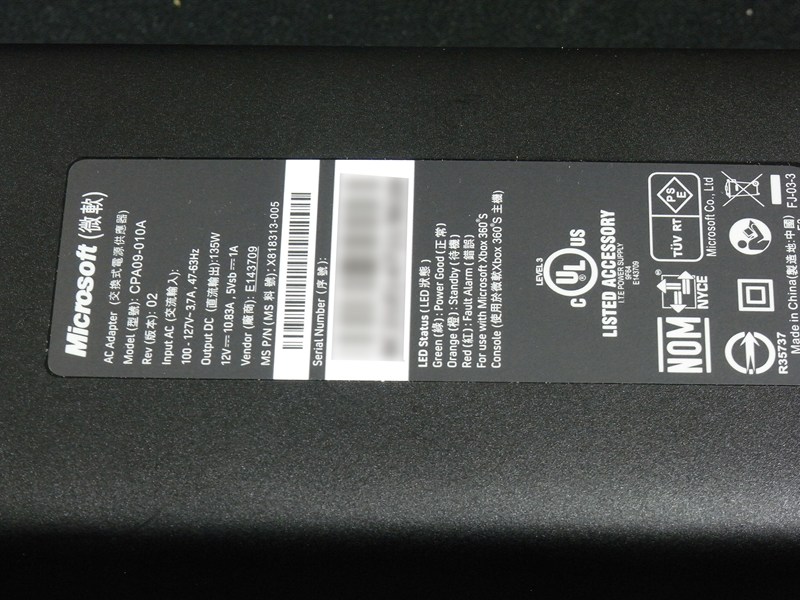 Microsoft (微軟)
AC Adapter (交換式電源供應器)
Model (型號): CPA09-010A
Rev (版本): 02
Input AC (交流輸入):
100 - 127V~ 3.7A, 47-63Hz
Output DC (直流輸出):135W
12V⎓10.83A , 5Vsb⎓1A
Vendor (廠商): E143709
MS P/N (MS 料號): X818313-005
Serial Number (序號):
LED Status (LED 狀態)
Green (綠): Power Good (正常)
Orange (橙): Standby (待機)
Red (紅): Fault Alarm (錯誤)
For use with Microsoft Xbox 360'S
Console (使用於微軟Xbox 360'S 主機)
LEVEL 3
c UL US
LISTED ACCESSORY
I.T.E POWER SUPPLY
9F64
E143709
NOM
NYCE
PSE
TÜV RT
Microsoft Co., Ltd
R35737
Made in China(製造地:中國)
FJ-03-3